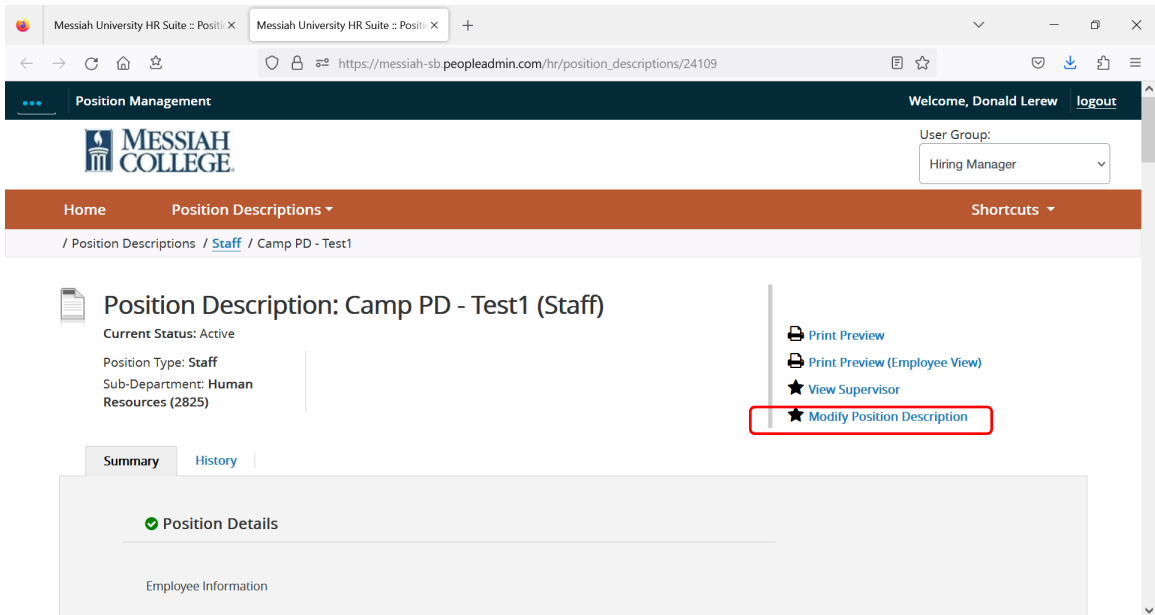 Messiah University HR Suite :: Positic
Messiah University HR Suite :: Positic
https://messiah-sb.peopleadmin.com/hr/position_descriptions/24109
Position Management
Welcome, Donald Lerew
logout
MESSIAH
COLLEGE
User Group:
Hiring Manager
Home
Position Descriptions
Shortcuts
/ Position Descriptions / Staff / Camp PD - Test1
Position Description: Camp PD - Test1 (Staff)
Current Status: Active
Position Type: Staff
Sub-Department: Human
Resources (2825)
Print Preview
Print Preview (Employee View)
View Supervisor
Modify Position Description
Summary
History
Position Details
Employee Information